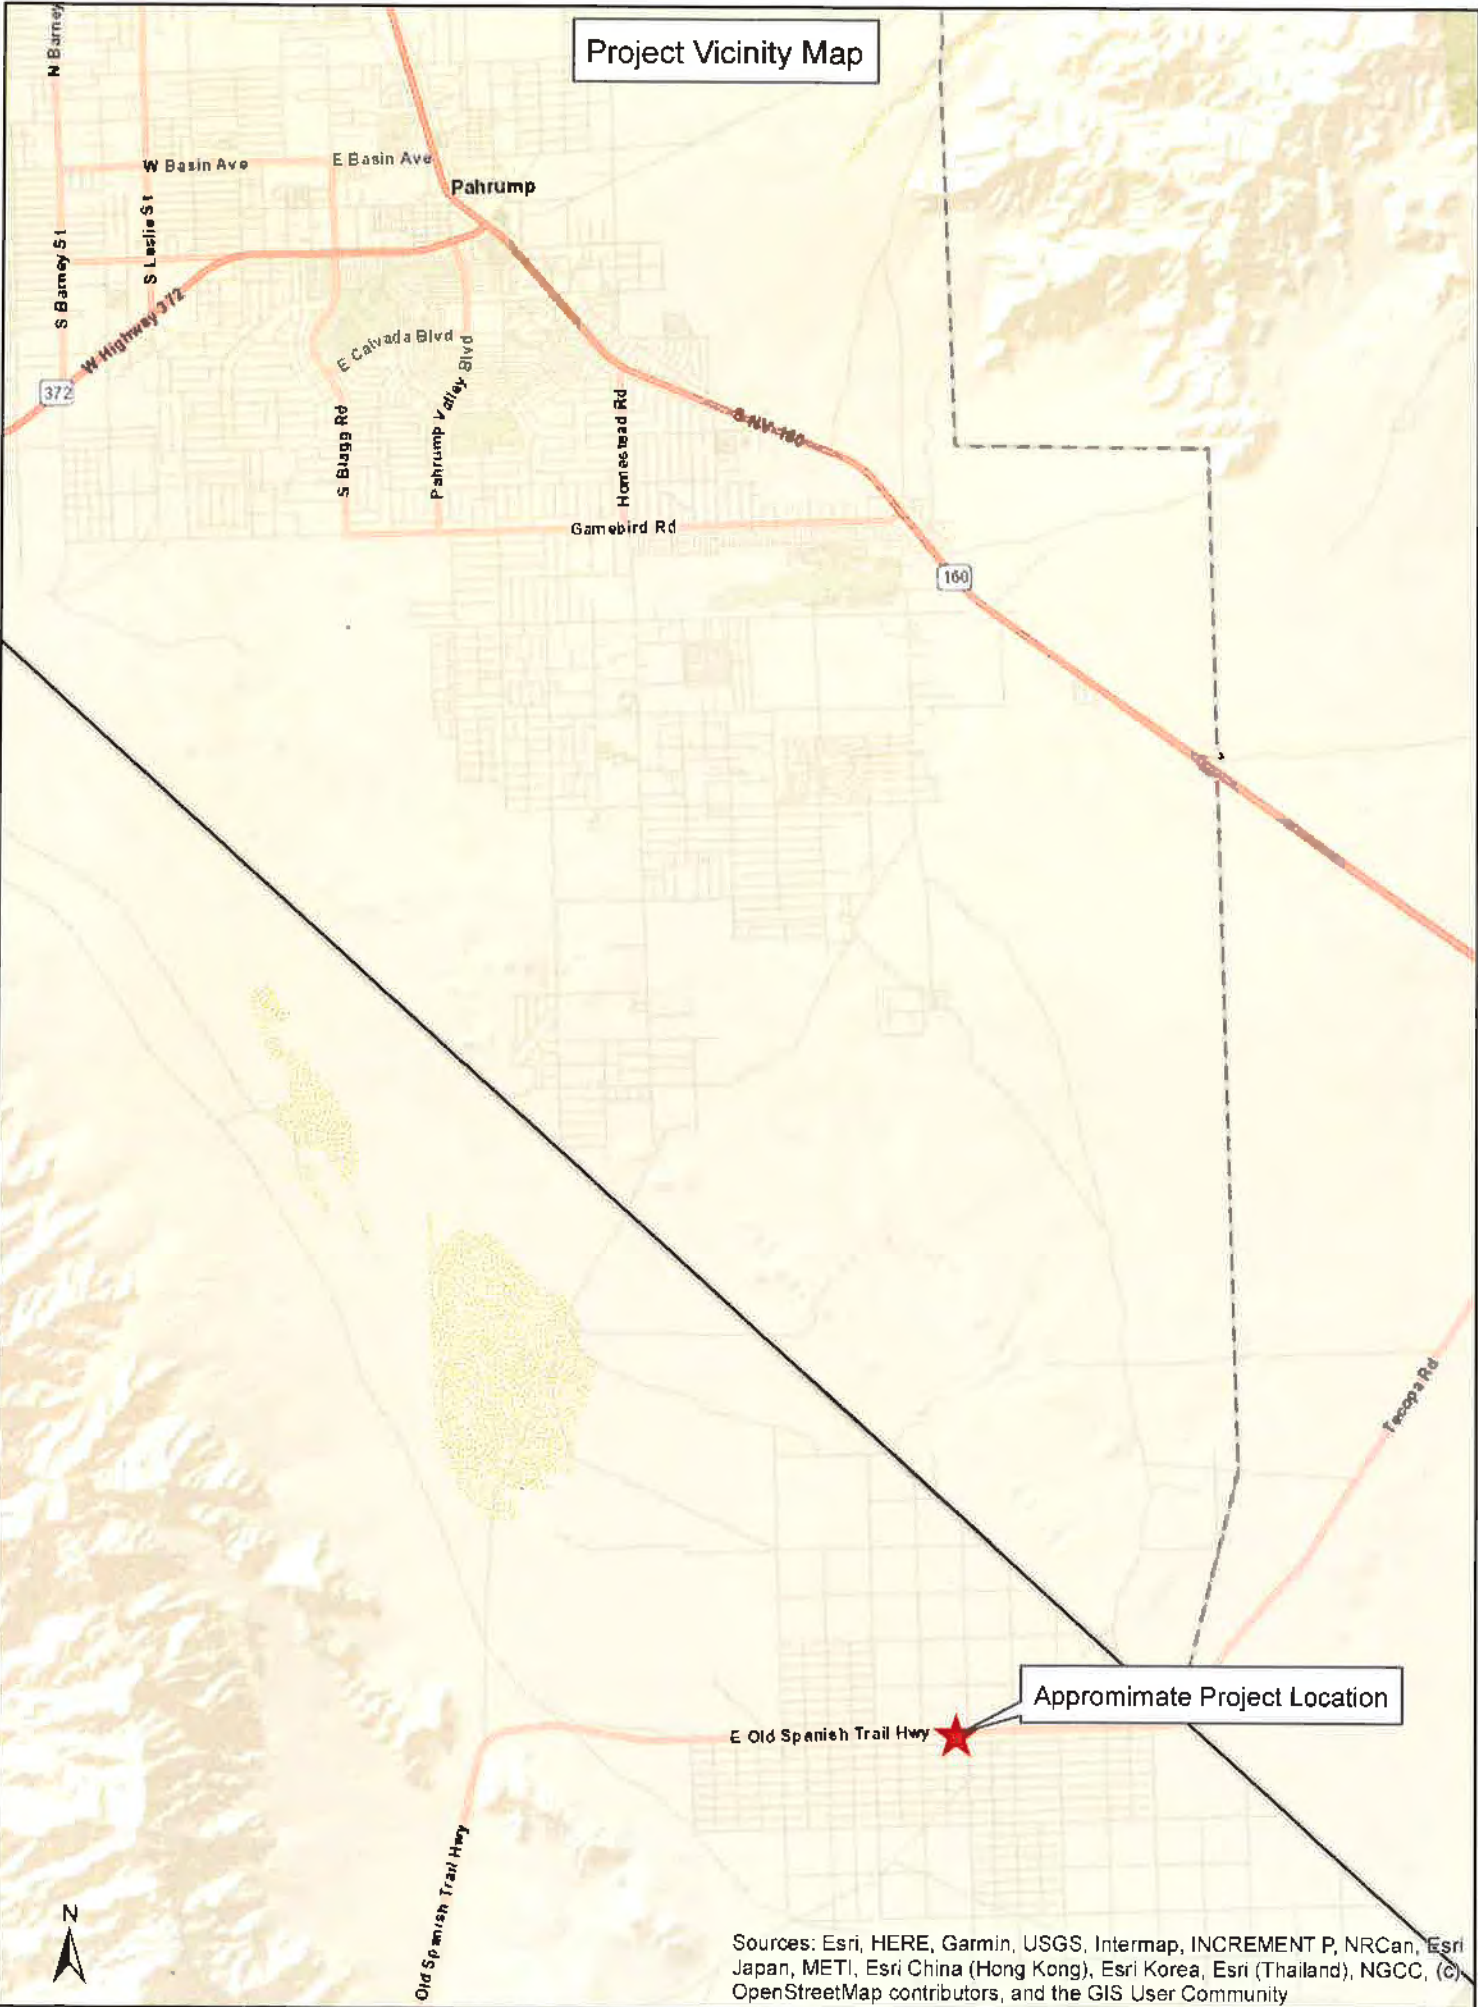 Project Vicinity Map
N Barney
W Basin Ave
E Basin Ave
Pahrump
S Barney St
S Leslie St
W Highway 372
372
E Calvada Blvd
Pahrump Valley Blvd
S Blagg Rd
Homestead Rd
S NV-160
Gamebird Rd
160
Tecopa Rd
Appromimate Project Location
E Old Spanish Trail Hwy
Old Spanish Trail Hwy
N
Sources: Esri, HERE, Garmin, USGS, Intermap, INCREMENT P, NRCan, Esri
Japan, METI, Esri China (Hong Kong), Esri Korea, Esri (Thailand), NGCC, (c)
OpenStreetMap contributors, and the GIS User Community